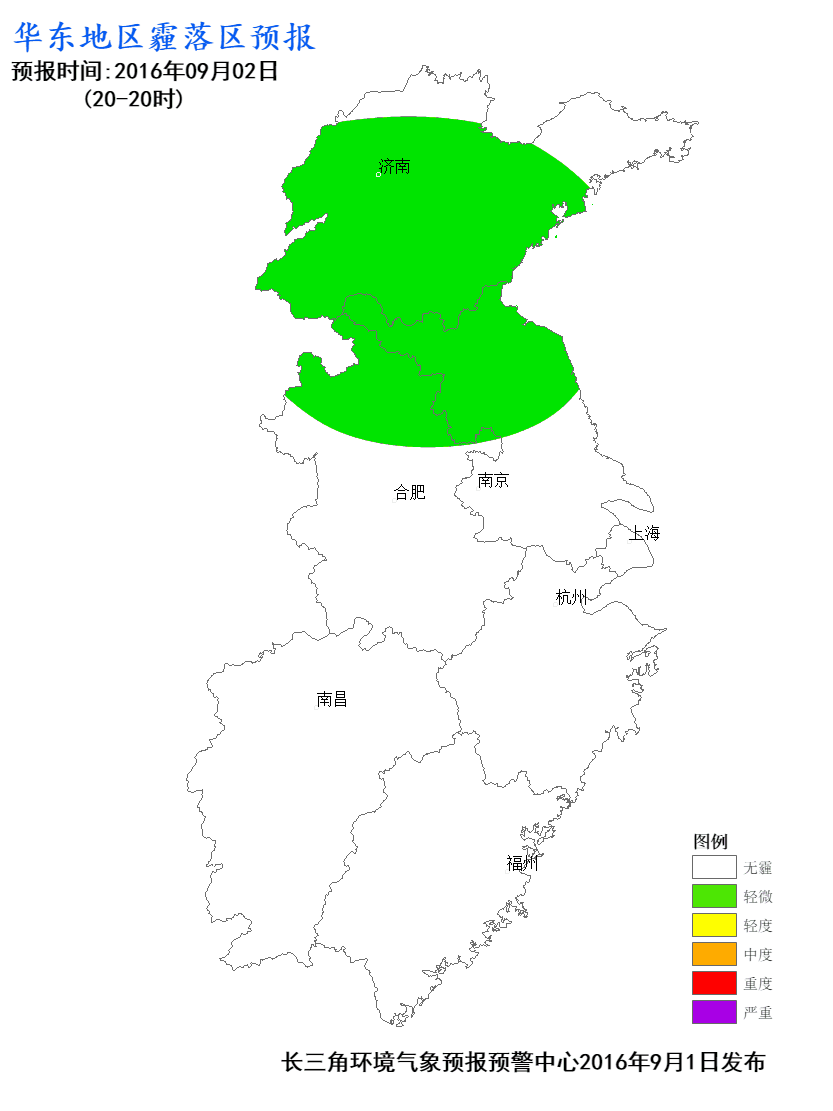 华东地区霾落区预报
预报时间:2016年09月02日
(20-20时)
济南
南京
合肥
上海
杭州
南昌
福州
图例
无霾
轻微
轻度
中度
重度
严重
长三角环境气象预报预警中心2016年9月1日发布